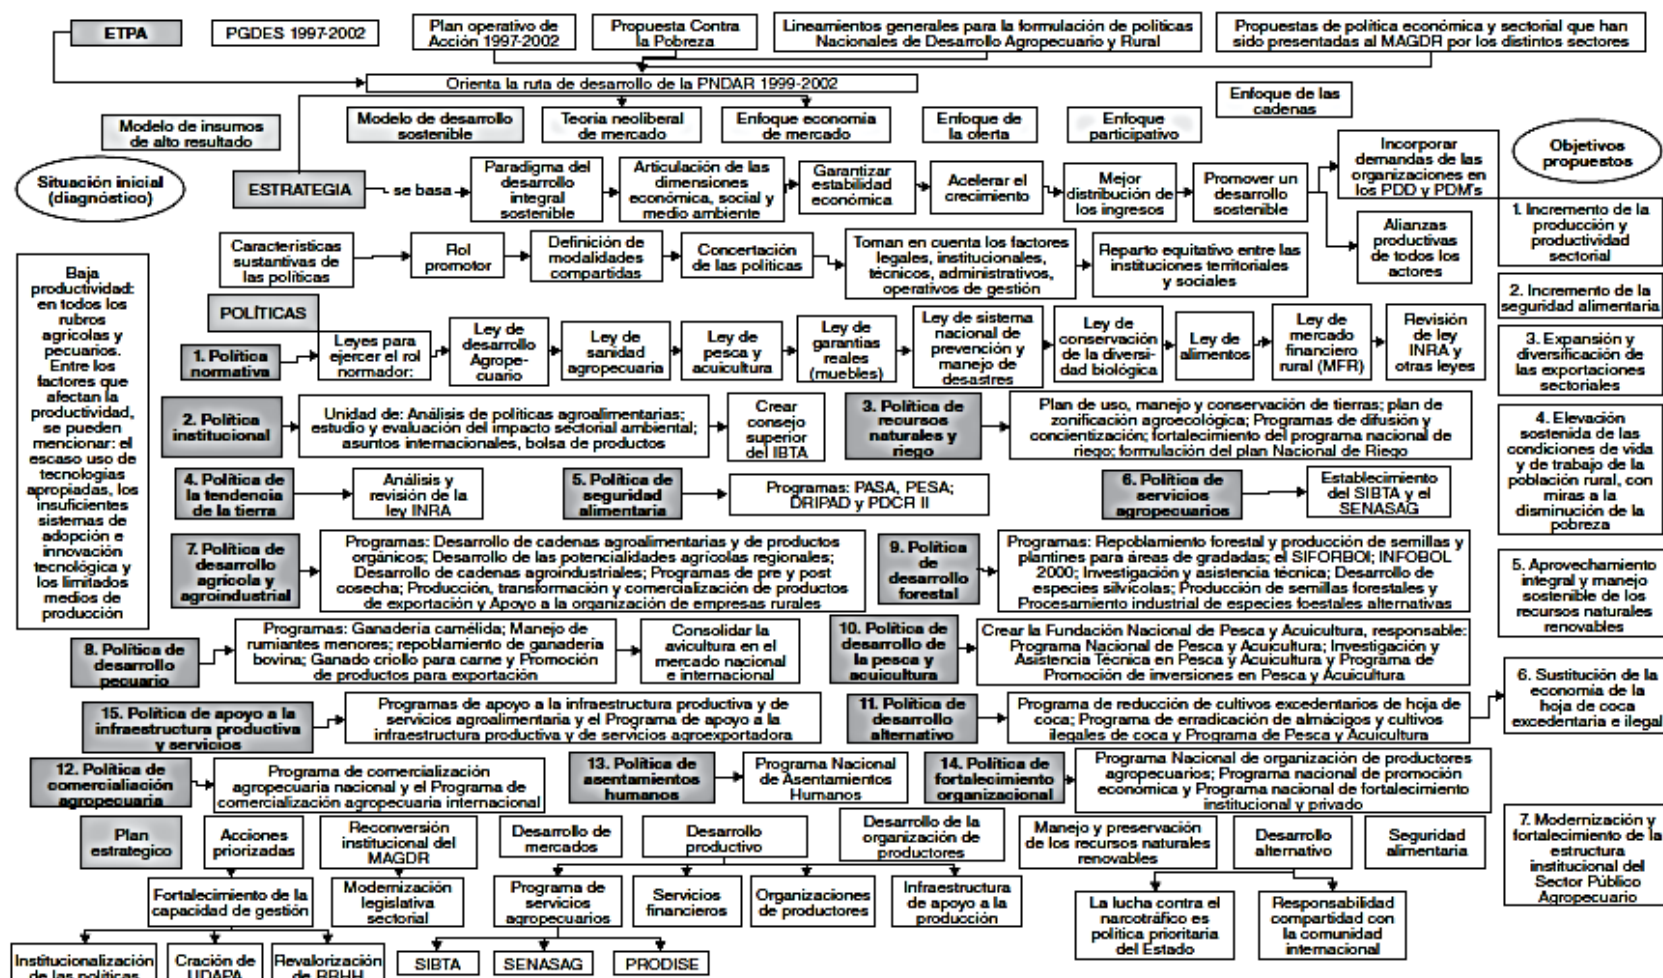 ETPA
PGDES 1997-2002
Plan operativo de
Acción 1997-2002
Propuesta Contra
la Pobreza
Lineamientos generales para la formulación de políticas
Nacionales de Desarrollo Agropecuario y Rural
Propuestas de política económica y sectorial que han
sido presentadas al MAGDR por los distintos sectores
Orienta la ruta de desarrollo de la PNDAR 1999-2002
Modelo de insumos
de alto resultado
Modelo de desarrollo
sostenible
Teoría neoliberal
de mercado
Enfoque economía
de mercado
Enfoque de
la oferta
Enfoque
participativo
Enfoque de las
cadenas
Situación inicial
(diagnóstico)
ESTRATEGIA
se basa
Paradigma del
desarrollo
integral
sostenible
Articulación de las
dimensiones
económica, social y
medio ambiente
Garantizar
estabilidad
económica
Acelerar el
crecimiento
Mejor
distribución de
los ingresos
Promover un
desarrollo
sostenible
Incorporar
demandas de las
organizaciones en
los PDD y PDM's
Alianzas
productivas
de todos los
actores
Objetivos
propuestos
Características
sustantivas de
las políticas
Rol
promotor
Definición de
modalidades
compartidas
Concertación
de las políticas
Toman en cuenta los factores
legales, institucionales,
técnicos, administrativos,
operativos de gestión
Reparto equitativo entre las
instituciones territoriales
y sociales
Baja
productividad:
en todos los
rubros
agrícolas y
pecuarios.
Entre los
factores que
afectan la
productividad,
se pueden
mencionar: el
escaso uso de
tecnologías
apropiadas, los
insuficientes
sistemas de
adopción e
innovación
tecnológica y
los limitados
medios de
producción
POLÍTICAS
1. Política
normativa
Leyes para
ejercer el rol
normador:
Ley de
desarrollo
Agrope-
cuario
Ley de
sanidad
agropecuaria
Ley de
pesca y
acuicultura
Ley de
garantías
reales
(muebles)
Ley de sistema
nacional de
prevención y
manejo de
desastres
Ley de
conservación
de la diversi-
dad biológica
Ley de
alimentos
Ley de
mercado
financiero
rural (MFR)
Revisión
de ley
INRA y
otras leyes
2. Política
institucional
Unidad de: Análisis de políticas agroalimentarias;
estudio y evaluación del impacto sectorial ambiental;
asuntos internacionales, bolsa de productos
Crear
consejo
superior
del IBTA
3. Política de
recursos
naturales y
riego
Plan de uso, manejo y conservación de tierras; plan de
zonificación agroecológica; Programas de difusión y
concientización; fortalecimiento del programa nacional de
riego; formulación del plan Nacional de Riego
4. Política de
la tendencia
de la tierra
Análisis y
revisión de la
ley INRA
5. Política de
seguridad
alimentaria
Programas: PASA, PESA;
DRIPAD y PDCR II
6. Política de
servicios
agropecuarios
Establecimiento
del SIBTA y el
SENASAG
7. Política de
desarrollo
agrícola y
agroindustrial
Programas: Desarrollo de cadenas agroalimentarias y de productos
orgánicos; Desarrollo de las potencialidades agrícolas regionales;
Desarrollo de cadenas agroindustriales; Programas de pre y post
cosecha; Producción, transformación y comercialización de productos
de exportación y Apoyo a la organización de empresas rurales
9. Política
de
desarrollo
forestal
Programas: Repoblamiento forestal y producción de semillas y
plantines para áreas de gradadas; el SIFORBOI; INFOBOL
2000; Investigación y asistencia técnica; Desarrollo de
especies silvícolas; Producción de semillas forestales y
Procesamiento industrial de especies foestales alternativas
8. Política de
desarrollo
pecuario
Programas: Ganadería camélida; Manejo de
rumiantes menores; repoblamiento de ganadería
bovina; Ganado criollo para carne y Promoción
de productos para exportación
Consolidar la
avicultura en el
mercado nacional
e internacional
10. Política de
desarrollo de
la pesca y
acuicultura
Crear la Fundación Nacional de Pesca y Acuicultura, responsable:
Programa Nacional de Pesca y Acuicultura; Investigación y
Asistencia Técnica en Pesca y Acuicultura y Programa de
Promoción de inversiones en Pesca y Acuicultura
15. Política de apoyo a la
infraestructura productiva
y servicios
Programas de apoyo a la infraestructura productiva y de
servicios agroalimentaria y el Programa de apoyo a la
infraestructura productiva y de servicios agroexportadora
11. Política
de desarrollo
alternativo
Programa de reducción de cultivos excedentarios de hoja de
coca; Programa de erradicación de almácigos y cultivos
ilegales de coca y Programa de Pesca y Acuicultura
12. Política de
comercialiación
agropecuaria
Programa de comercialización
agropecuaria nacional y el Programa de
comercialización agropecuaria internacional
13. Política de
asentamientos
humanos
Programa Nacional
de Asentamientos
Humanos
14. Política de
fortalecimiento
organizacional
Programa Nacional de organización de productores
agropecuarios; Programa nacional de promoción
económica y Programa nacional de fortalecimiento
institucional y privado
1. Incremento de la
producción y
productividad
sectorial
2. Incremento de la
seguridad alimentaria
3. Expansión y
diversificación de
las exportaciones
sectoriales
4. Elevación
sostenida de las
condiciones de vida
y de trabajo de la
población rural, con
miras a la
disminución de la
pobreza
5. Aprovechamiento
integral y manejo
sostenible de los
recursos naturales
renovables
6. Sustitución de la
economía de la
hoja de coca
excedentaria e ilegal
7. Modernización y
fortalecimiento de la
estructura
institucional del
Sector Público
Agropecuario
Plan
estrategico
Acciones
priorizadas
Reconversión
institucional del
MAGDR
Desarrollo de
mercados
Desarrollo
productivo
Desarrollo de la
organización de
productores
Manejo y preservación
de los recursos naturales
renovables
Desarrollo
alternativo
Seguridad
alimentaria
Fortalecimiento de la
capacidad de gestión
Modernización
legislativa
sectorial
Programa de
servicios
agropecuarios
Servicios
financieros
Organizaciones
de productores
Infraestructura
de apoyo a la
producción
La lucha contra el
narcotráfico es
política prioritaria
del Estado
Responsabilidad
compartidad con
la comunidad
internacional
Institucionalización
de las políticas
Cración de
UDAPA
Revalorización
de RRHH
SIBTA
SENASAG
PRODISE